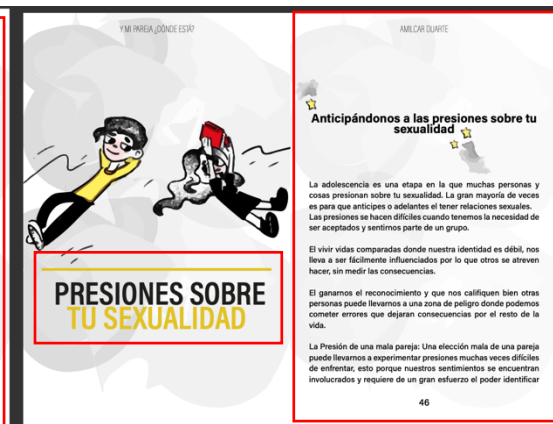 Y MI PAREJA ¿DÓNDE ESTÁ?
PRESIONES SOBRE
TU SEXUALIDAD
AMILCAR DUARTE
Anticipándonos a las presiones sobre tu
sexualidad
La adolescencia es una etapa en la que muchas personas y
cosas presionan sobre tu sexualidad. La gran mayoría de veces
es para que anticipes o adelantes el tener relaciones sexuales.
Las presiones se hacen difíciles cuando tenemos la necesidad de
ser aceptados y sentirnos parte de un grupo.
El vivir vidas comparadas donde nuestra identidad es débil, nos
lleva a ser fácilmente influenciados por lo que otros se atreven
hacer, sin medir las consecuencias.
El ganarnos el reconocimiento y que nos califiquen bien otras
personas puede llevarnos a una zona de peligro donde podemos
cometer errores que dejaran consecuencias por el resto de la
vida.
La Presión de una mala pareja: Una elección mala de una pareja
puede llevarnos a experimentar presiones muchas veces difíciles
de enfrentar, esto porque nuestros sentimientos se encuentran
involucrados y requiere de un gran esfuerzo el poder identificar
46